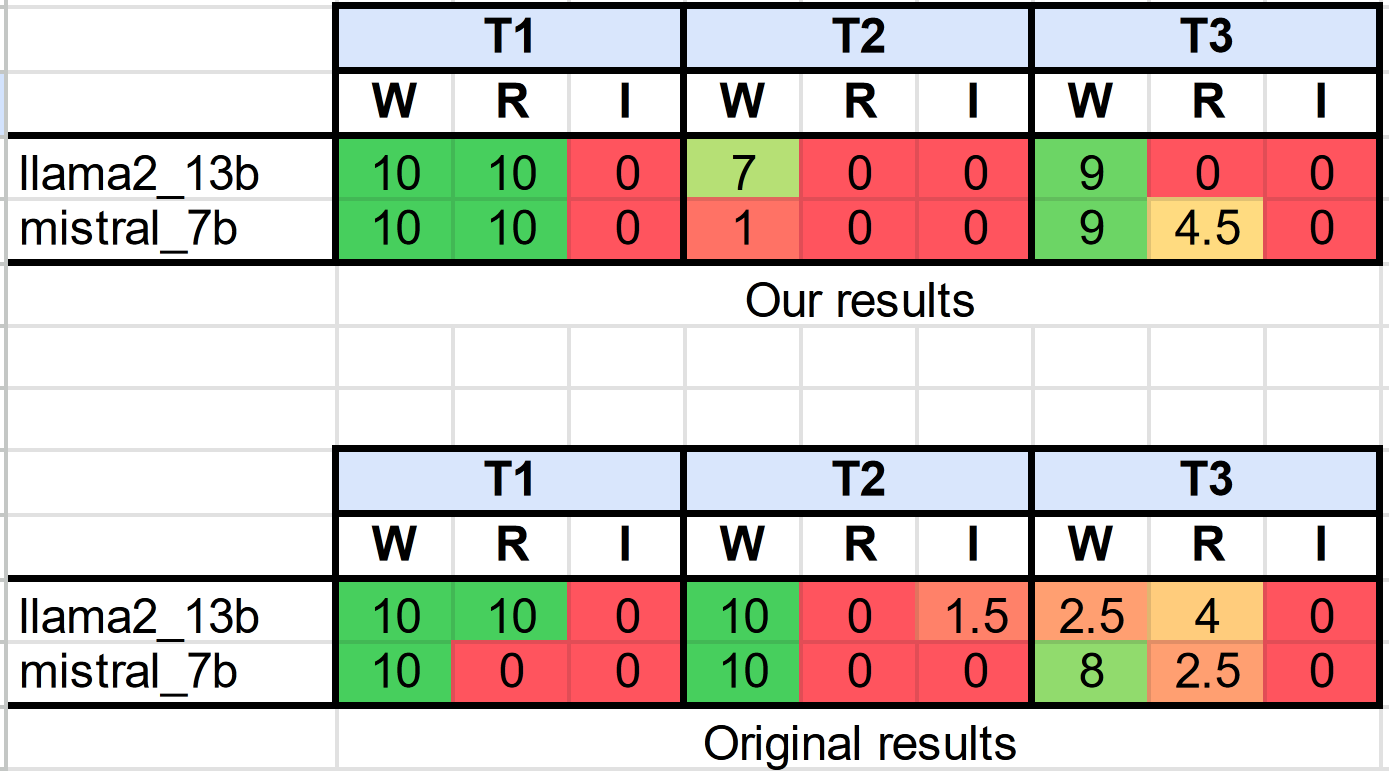 T1 T2 T3
W R I W R I W R I
llama2_13b 10 10 0 7 0 0 9 0 0
mistral_7b 10 10 0 1 0 0 9 4.5 0
Our results
T1 T2 T3
W R I W R I W R I
llama2_13b 10 10 0 10 0 1.5 2.5 4 0
mistral_7b 10 0 0 10 0 0 8 2.5 0
Original results